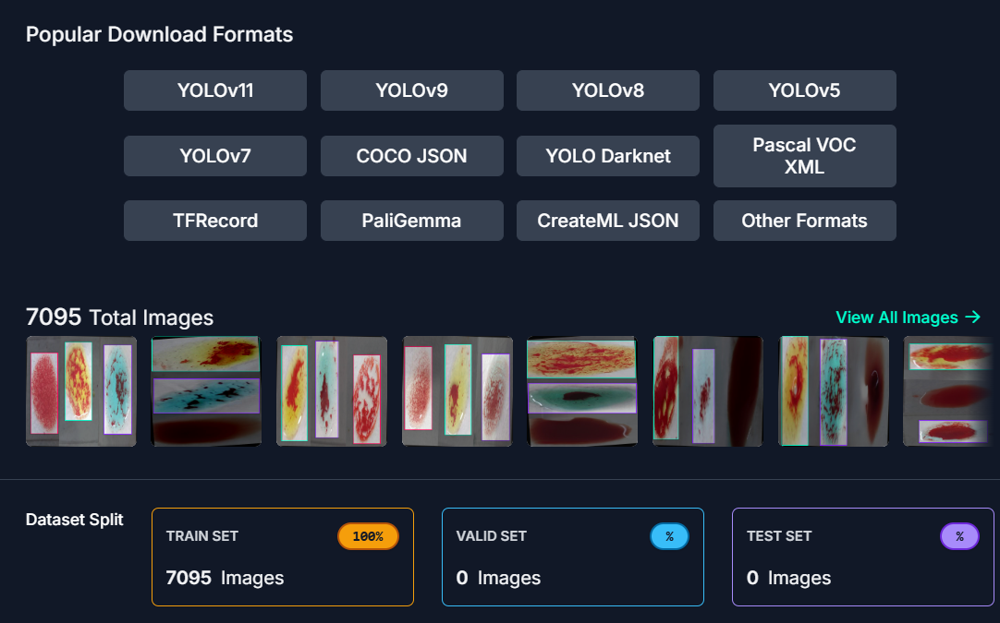 Popular Download Formats
YOLOv11
YOLOv9
YOLOv8
YOLOv5
YOLOv7
COCO JSON
YOLO Darknet
Pascal VOC
XML
TFRecord
PaliGemma
CreateML JSON
Other Formats
7095 Total Images
View All Images →
Dataset Split
TRAIN SET
100%
7095 Images
VALID SET
%
0 Images
TEST SET
%
0 Images